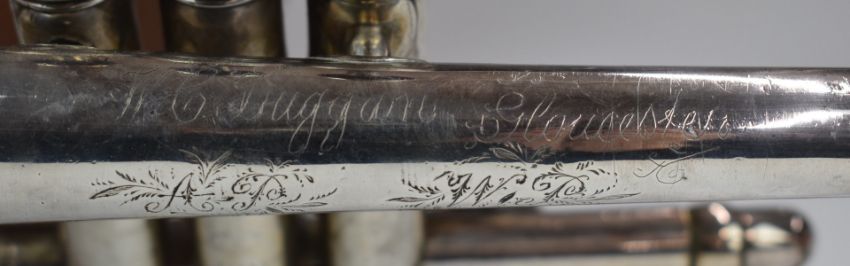 W. C. Duggan Gloucester
A P W P